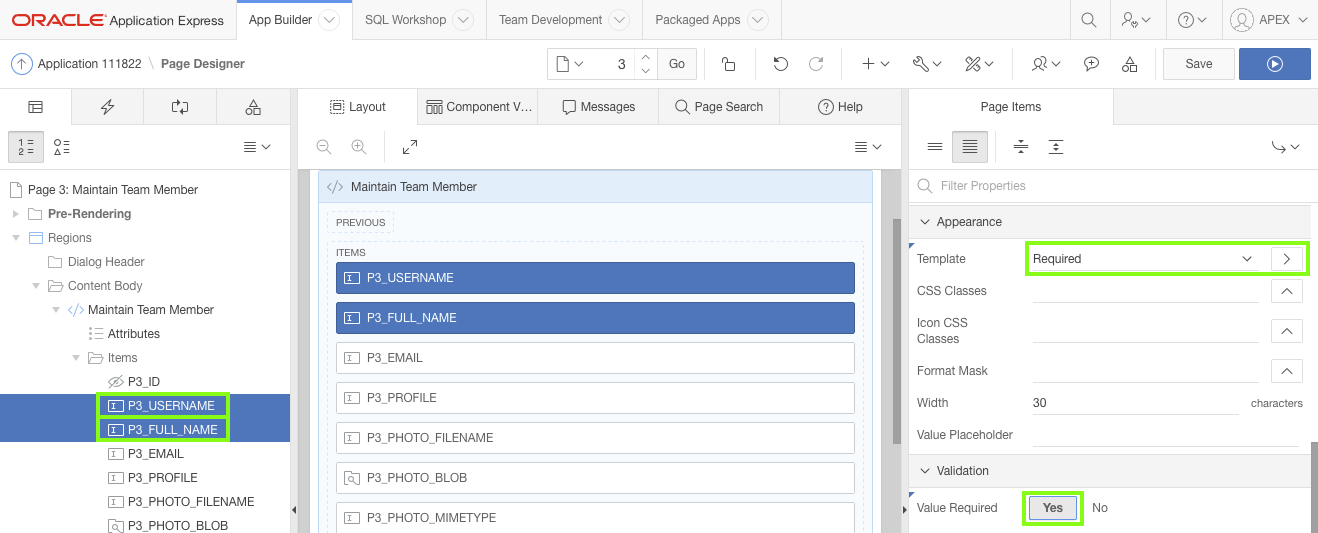 ORACLE Application Express App Builder SQL Workshop Team Development Packaged Apps APEX
Application 111822 \ Page Designer 3 Go Save
Layout Component V... Messages Page Search Help Page Items
1 = 2 =
Page 3: Maintain Team Member
Pre-Rendering
Regions
Dialog Header
Content Body
Maintain Team Member
Attributes
Items
P3_ID
P3_USERNAME
P3_FULL_NAME
P3_EMAIL
P3_PROFILE
P3_PHOTO_FILENAME
P3_PHOTO_BLOB
Maintain Team Member
PREVIOUS
ITEMS
P3_USERNAME
P3_FULL_NAME
P3_EMAIL
P3_PROFILE
P3_PHOTO_FILENAME
P3_PHOTO_BLOB
P3_PHOTO_MIMETYPE
Filter Properties
Appearance
Template Required
CSS Classes
Icon CSS
Classes
Format Mask
Width 30 characters
Value Placeholder
Validation
Value Required Yes No